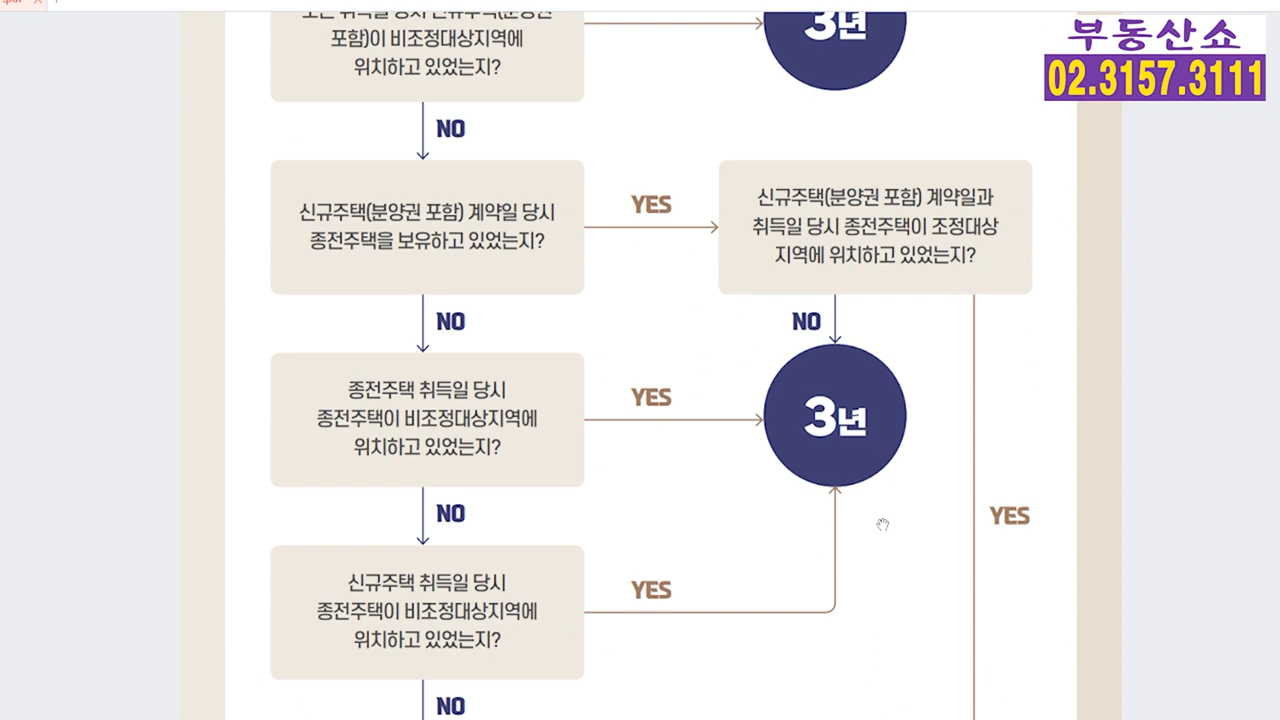 .pdf
3년
부동산쇼
02.3157.3111
포함)이 비조정대상지역에
위치하고 있었는지?
NO
신규주택(분양권 포함) 계약일 당시
종전주택을 보유하고 있었는지?
YES
신규주택(분양권 포함) 계약일과
취득일 당시 종전주택이 조정대상
지역에 위치하고 있었는지?
NO
NO
종전주택 취득일 당시
종전주택이 비조정대상지역에
위치하고 있었는지?
YES
3년
NO
YES
신규주택 취득일 당시
종전주택이 비조정대상지역에
위치하고 있었는지?
YES
NO